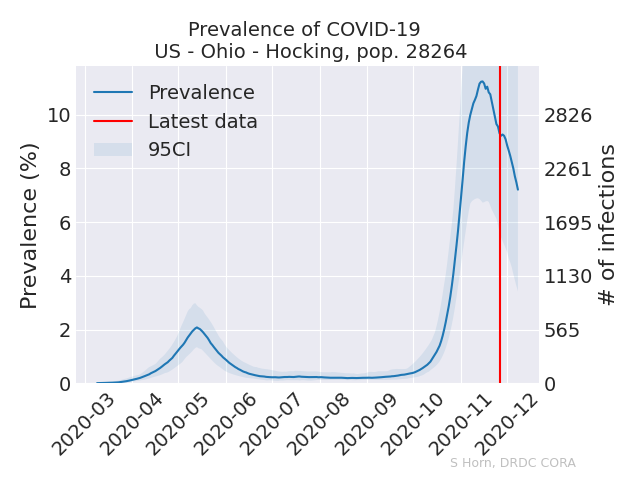 Prevalence of COVID-19
US - Ohio - Hocking, pop. 28264
Prevalence
Latest data
95CI
Prevalence (%)
10
8
6
4
2
0
2826
2261
1695
1130
565
0
# of infections
2020-03
2020-04
2020-05
2020-06
2020-07
2020-08
2020-09
2020-10
2020-11
2020-12
S Horn, DRDC CORA